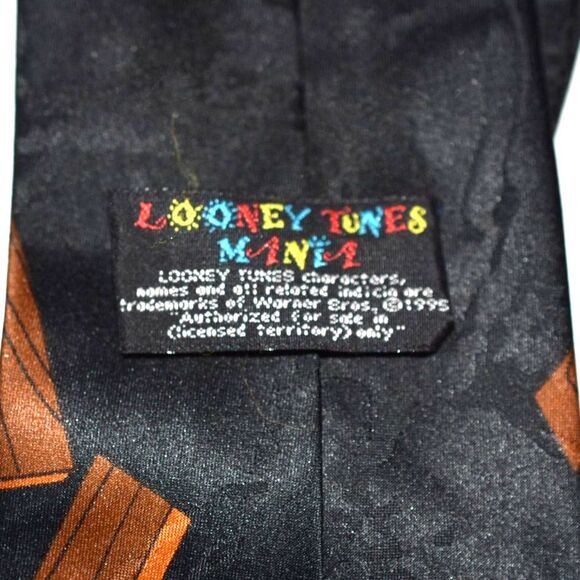 LOONEY TUNES
MANIA
LOONEY TUNES characters,
names and all related indicia are
trademarks of Warner Bros. ©1995
"Authorized for sale in
(licensed territory) only"